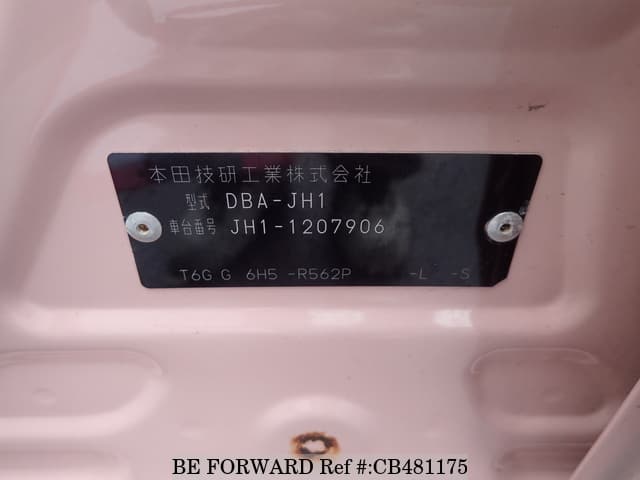 本田技研工業株式会社
型式 DBA-JH1
車台番号 JH1-1207906
T6G G 6H5 -R562P -L -S
BE FORWARD Ref #:CB481175